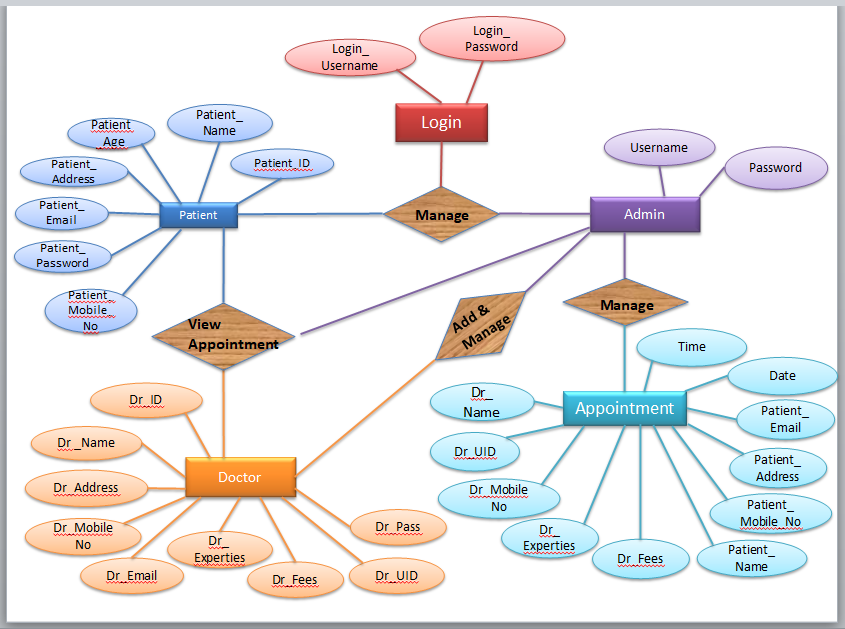 Login_
Username
Login_
Password
Login
Patient
_Age
Patient_
Name
Patient_
Address
Patient_ID
Patient_
Email
Patient_
Password
Patient_
Mobile_
No
Patient
Manage
Username
Password
Admin
View
Appointment
Add &
Manage
Manage
Dr_ID
Dr _Name
Dr_Address
Dr_Mobile
No
Dr_Email
Dr_
Experties
Dr_Fees
Dr_UID
Dr_Pass
Doctor
Time
Date
Appointment
Dr_
Name
Dr_UID
Dr_Mobile
No
Dr_
Experties
Dr_Fees
Patient_
Email
Patient_
Address
Patient_
Mobile_No
Patient_
Name